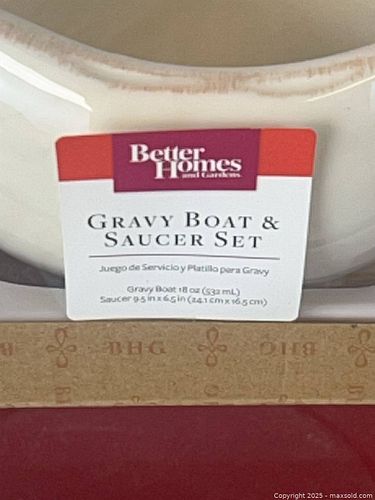 Better
Homes
and Gardens
GRAVY BOAT &
SAUCER SET
Juego de Servicio y Platillo para Gravy
Gravy Boat 18 oz (532 mL)
Saucer 9.5 in x 6.5 in (24.1 cm x 16.5 cm)
BHG BHG
Copyright 2025 - maxsold.com